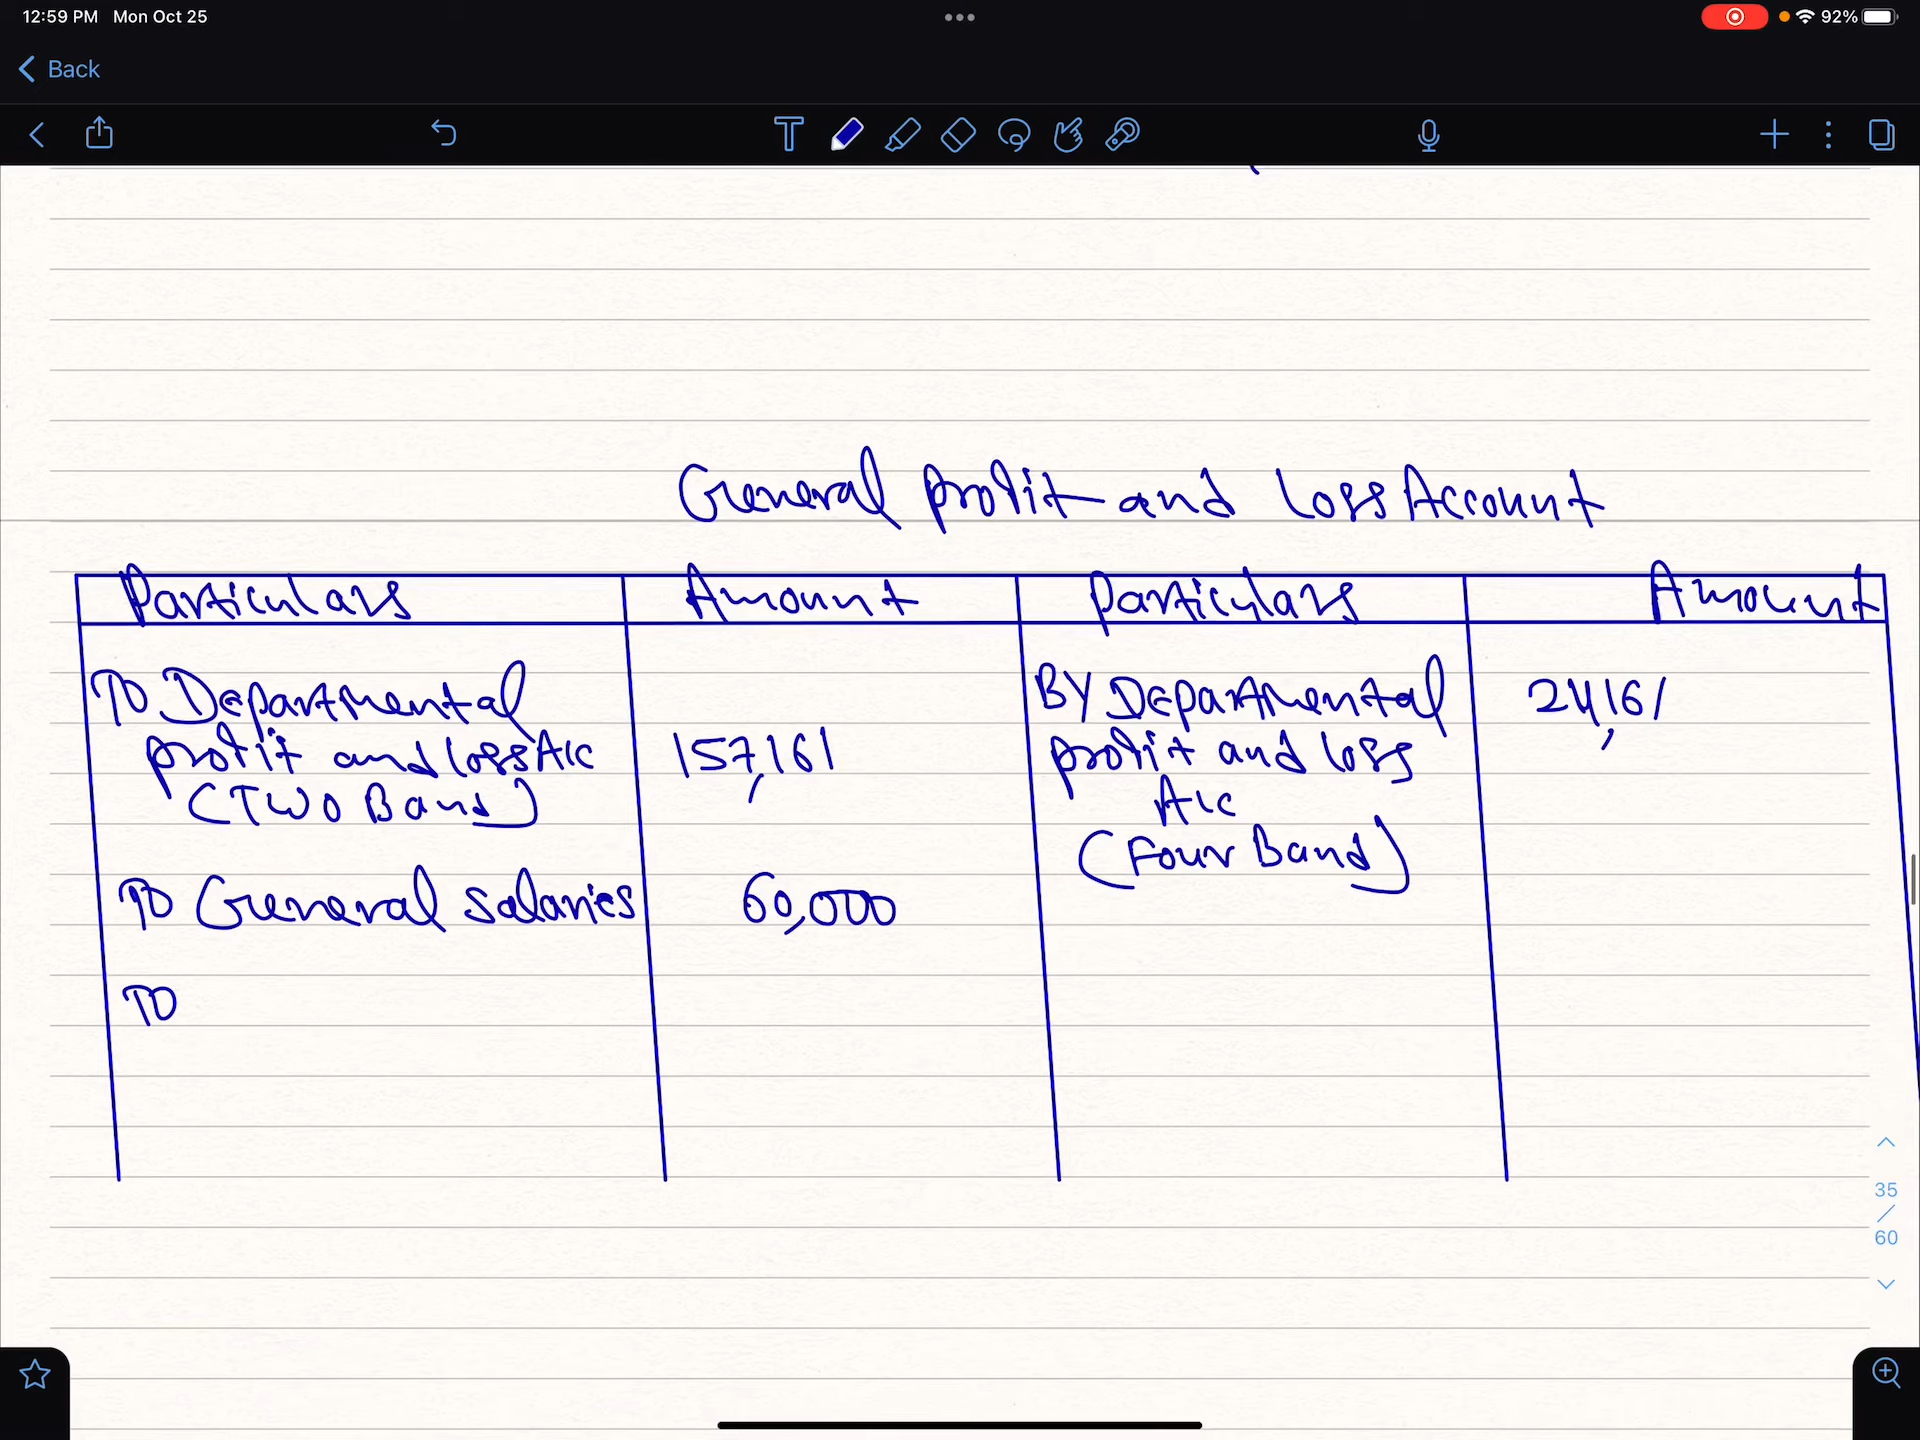 12:59 PM Mon Oct 25
92%
Back
General profit and Loss Account
Particulars Amount Particulars Amount
TO Departmental
profit and loss A/c 157,161
(TWO Band)
BY Departmental 24,161
profit and loss
A/c
(Four Band)
TO General salaries 60,000
TO
35
/
60